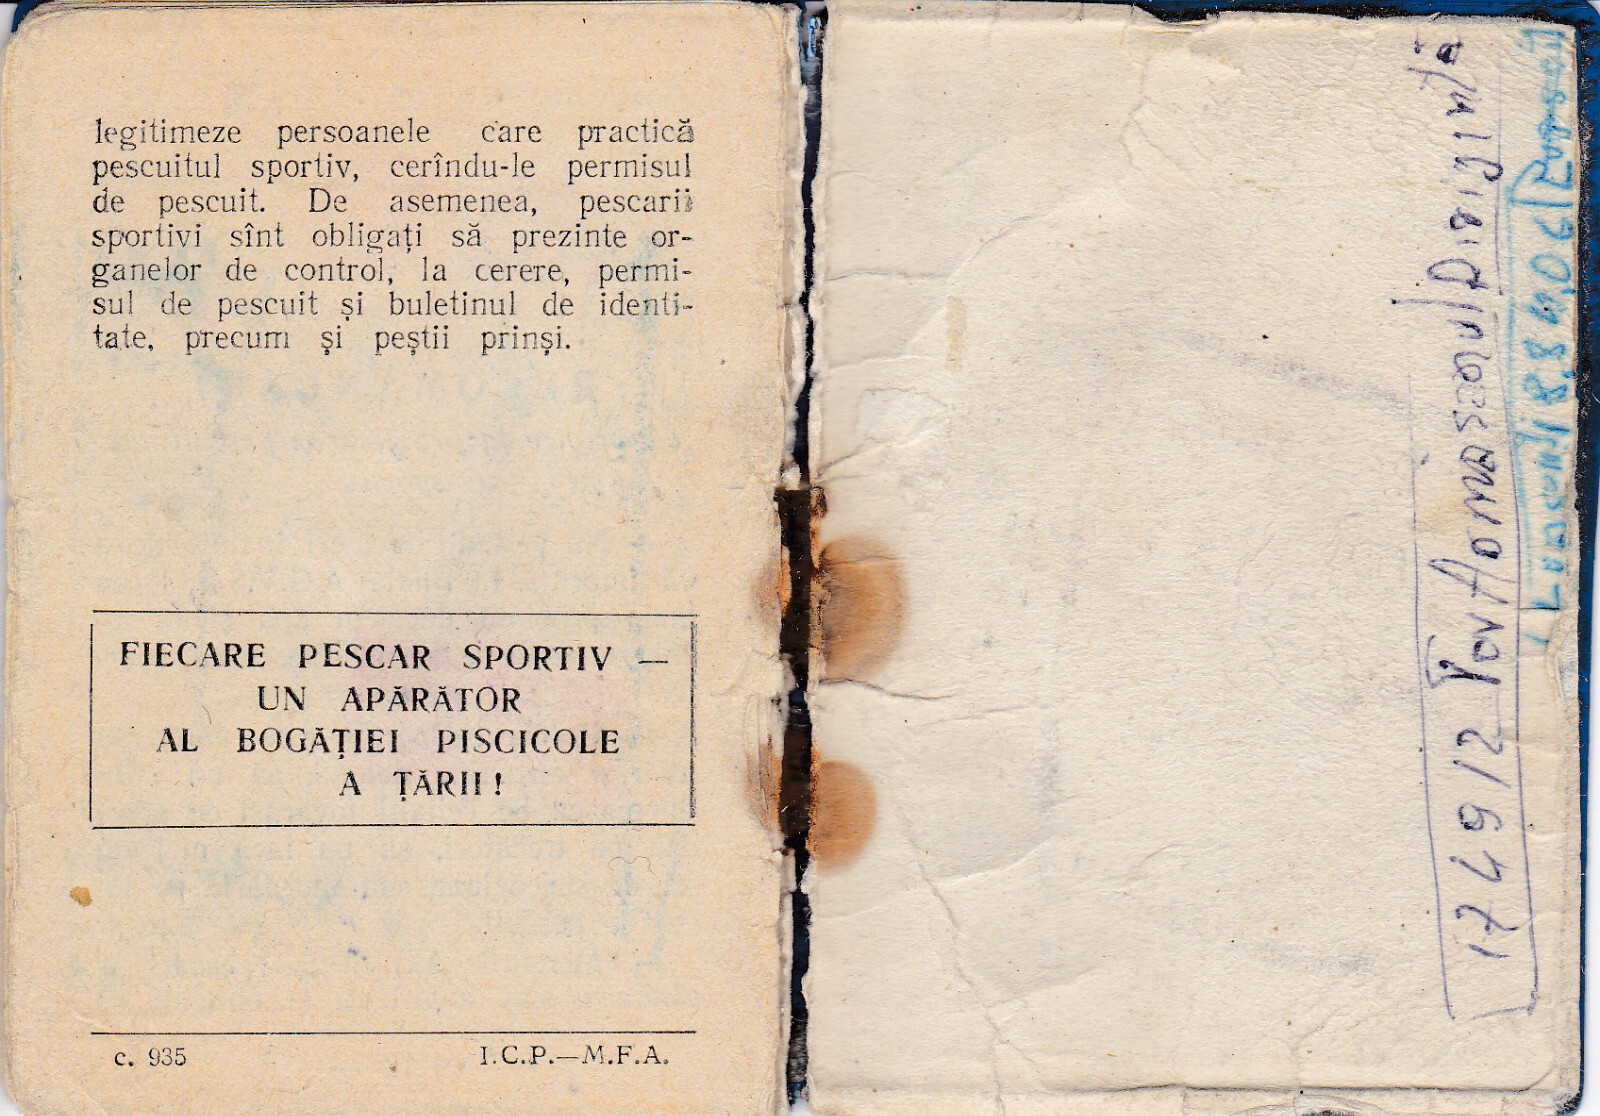 legitimeze persoanele care practică
pescuitul sportiv, cerîndu-le permisul
de pescuit. De asemenea, pescarii
sportivi sînt obligați să prezinte or-
ganelor de control, la cerere, permi-
sul de pescuit și buletinul de identi-
tate, precum și peștii prinși.
FIECARE PESCAR SPORTIV —
UN APĂRĂTOR
AL BOGĂȚIEI PISCICOLE
A ȚĂRII!
c. 935 I.C.P.—M.F.A.
17491/2